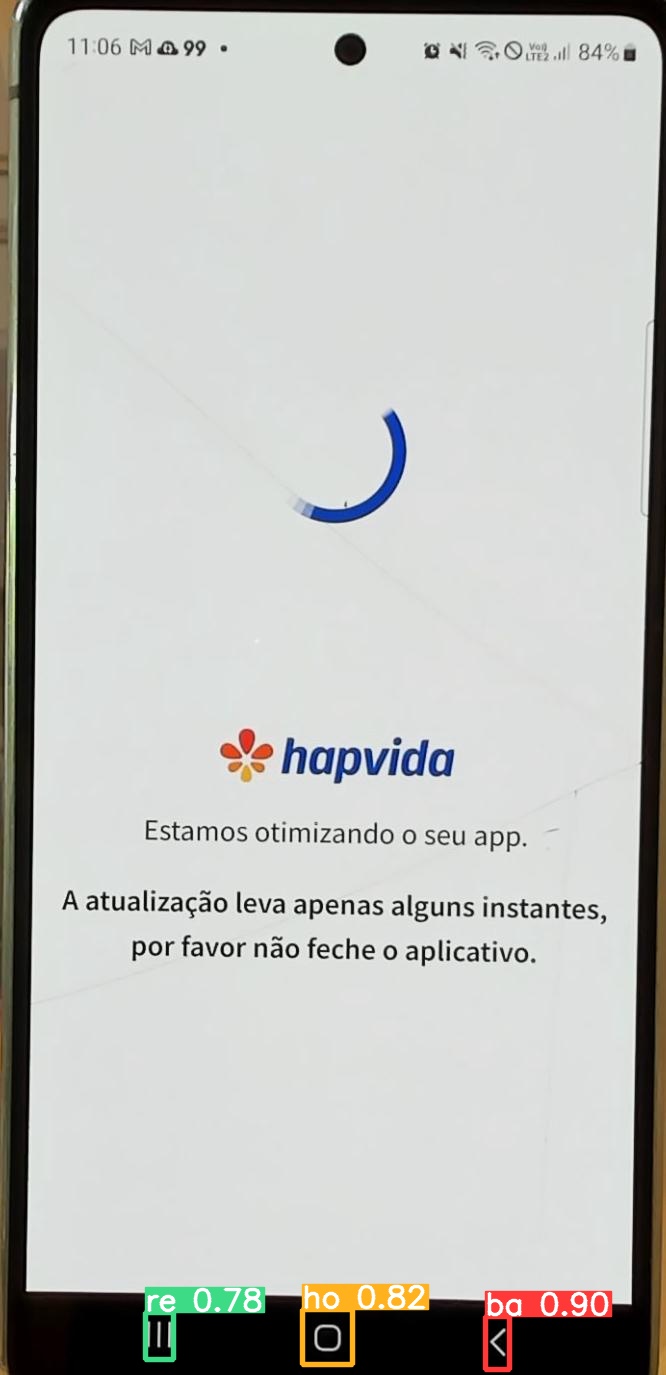 11:06 99
Vo))
LTE2 84%
hapvida
Estamos otimizando o seu app.
A atualização leva apenas alguns instantes,
por favor não feche o aplicativo.
re 0.78
ho 0.82
ba 0.90